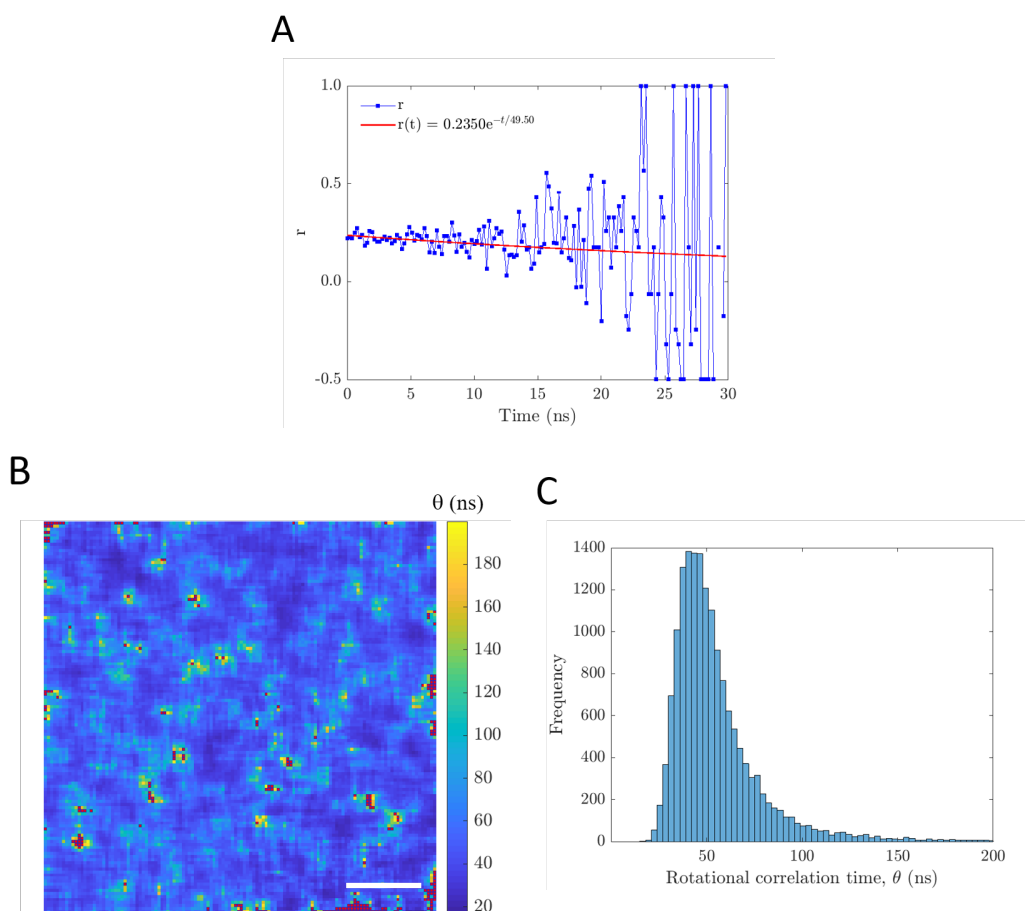 A
1.0
r
r(t) = 0.2350e^{-t/49.50}
0.5
r
0.0
-0.5
0 5 10 15 20 25 30
Time (ns)
B
θ (ns)
180
160
140
120
100
80
60
40
20
C
1400
1200
1000
800
600
400
200
0
Frequency
50 100 150 200
Rotational correlation time, θ (ns)